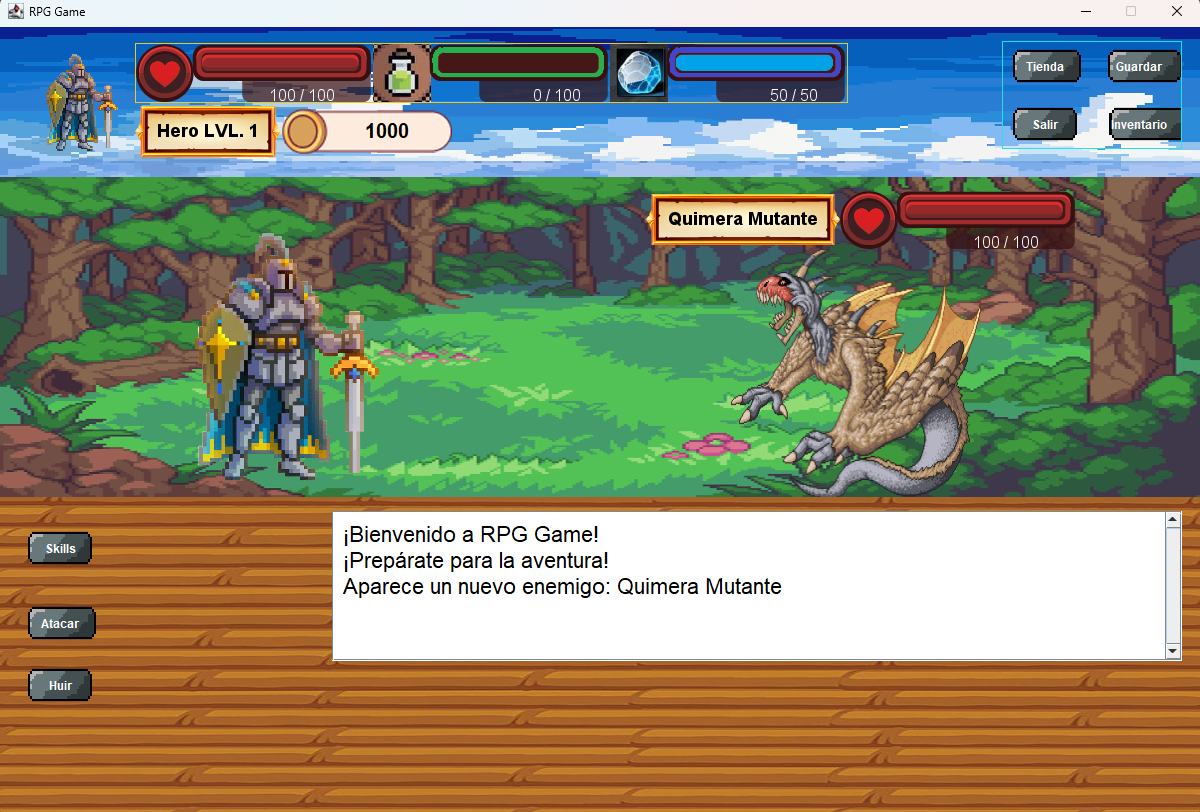 RPG Game
100 / 100
0 / 100
50 / 50
Tienda
Guardar
Hero LVL. 1
1000
Salir
Inventario
Quimera Mutante
100 / 100
¡Bienvenido a RPG Game!
¡Prepárate para la aventura!
Aparece un nuevo enemigo: Quimera Mutante
Skills
Atacar
Huir